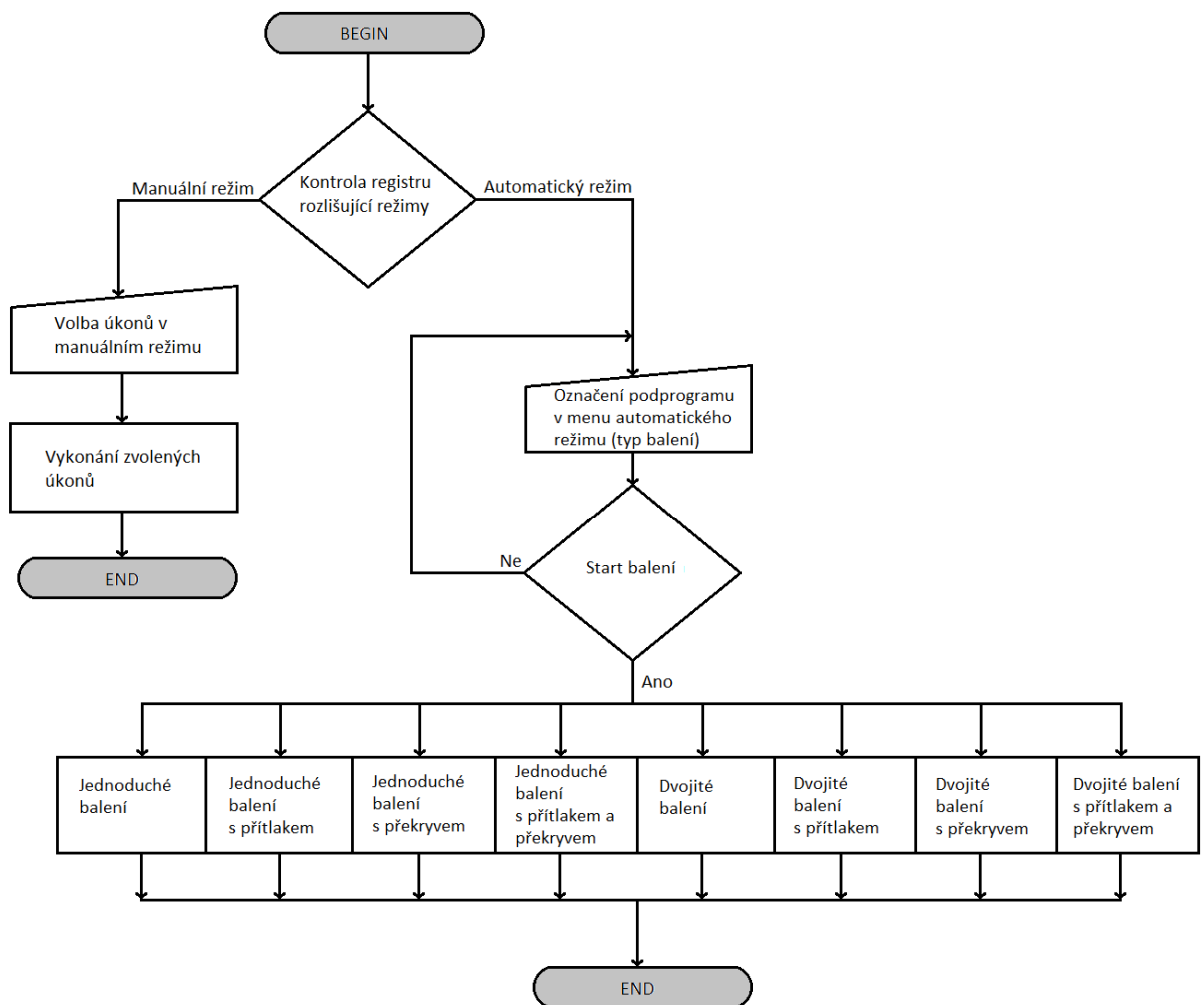 BEGIN
Manuální režim
Kontrola registru
rozlišující režimy
Automatický režim
Volba úkonů v
manuálním režimu
Vykonání zvolených
úkonů
END
Označení podprogramu
v menu automatického
režimu (typ balení)
Ne
Start balení
Ano
Jednoduché
balení
Jednoduché
balení
s přítlakem
Jednoduché
balení
s překryvem
Jednoduché
balení
s přítlakem a
překryvem
Dvojité
balení
Dvojité
balení
s přítlakem
Dvojité
balení
s překryvem
Dvojité balení
s přítlakem a
překryvem
END